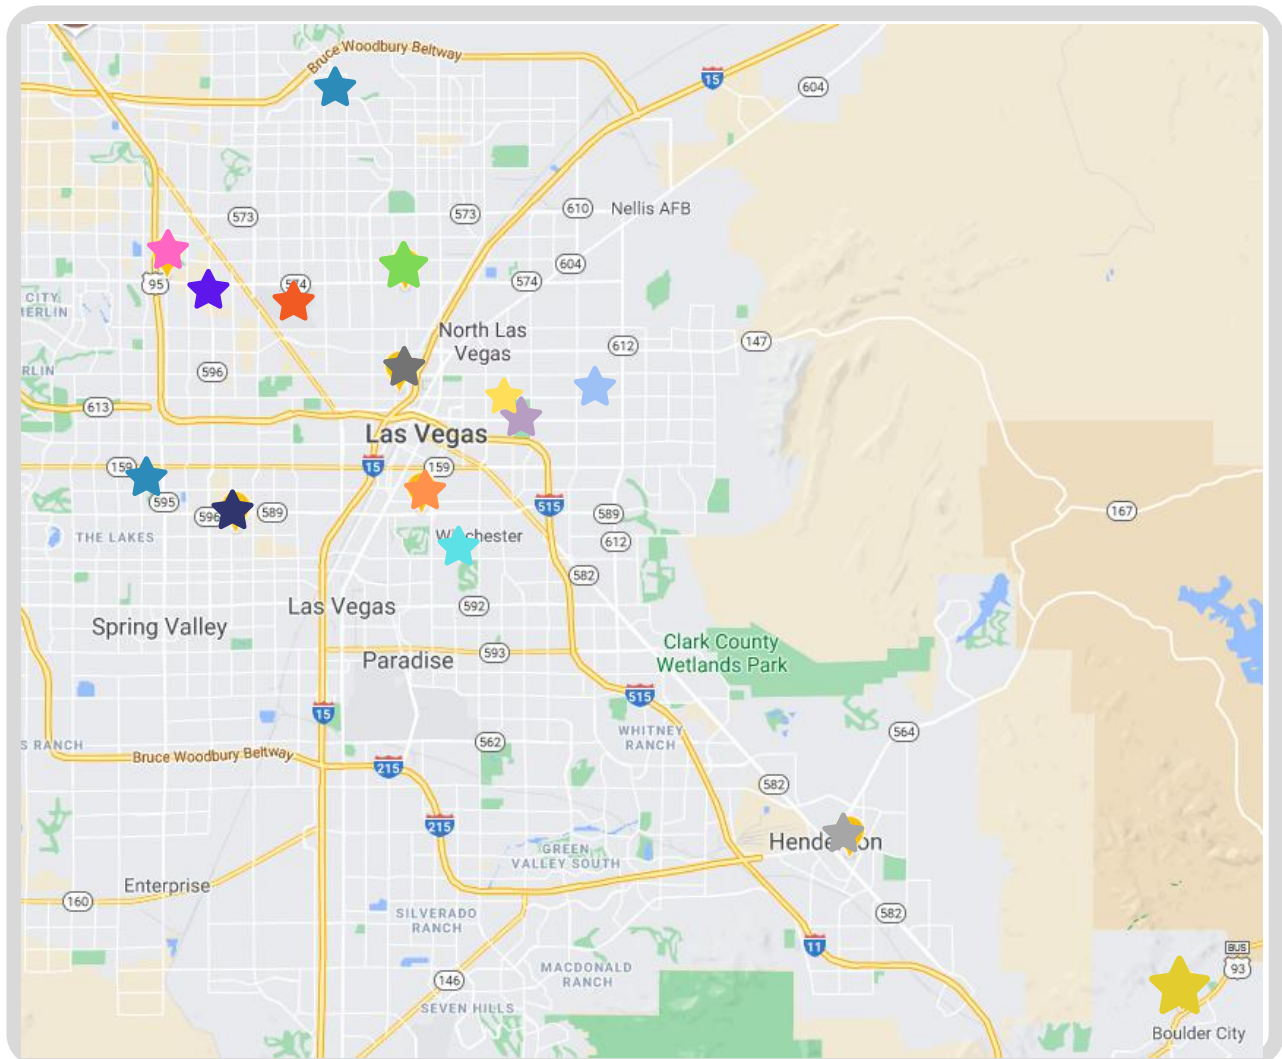 Bruce Woodbury Beltway
15
604
573
573
610
Nellis AFB
604
95
574
CITY
ERLIN
North Las
Vegas
612
147
RLIN
596
613
Las Vegas
159
15
159
595
596
589
515
589
THE LAKES
612
167
582
Las Vegas
592
Spring Valley
Clark County
Wetlands Park
593
Paradise
515
15
WHITNEY
RANCH
564
S RANCH
562
Bruce Woodbury Beltway
215
582
215
GREEN
VALLEY SOUTH
Enterprise
160
SILVERADO
RANCH
582
11
BUS
93
MACDONALD
RANCH
146
SEVEN HILLS
Boulder City